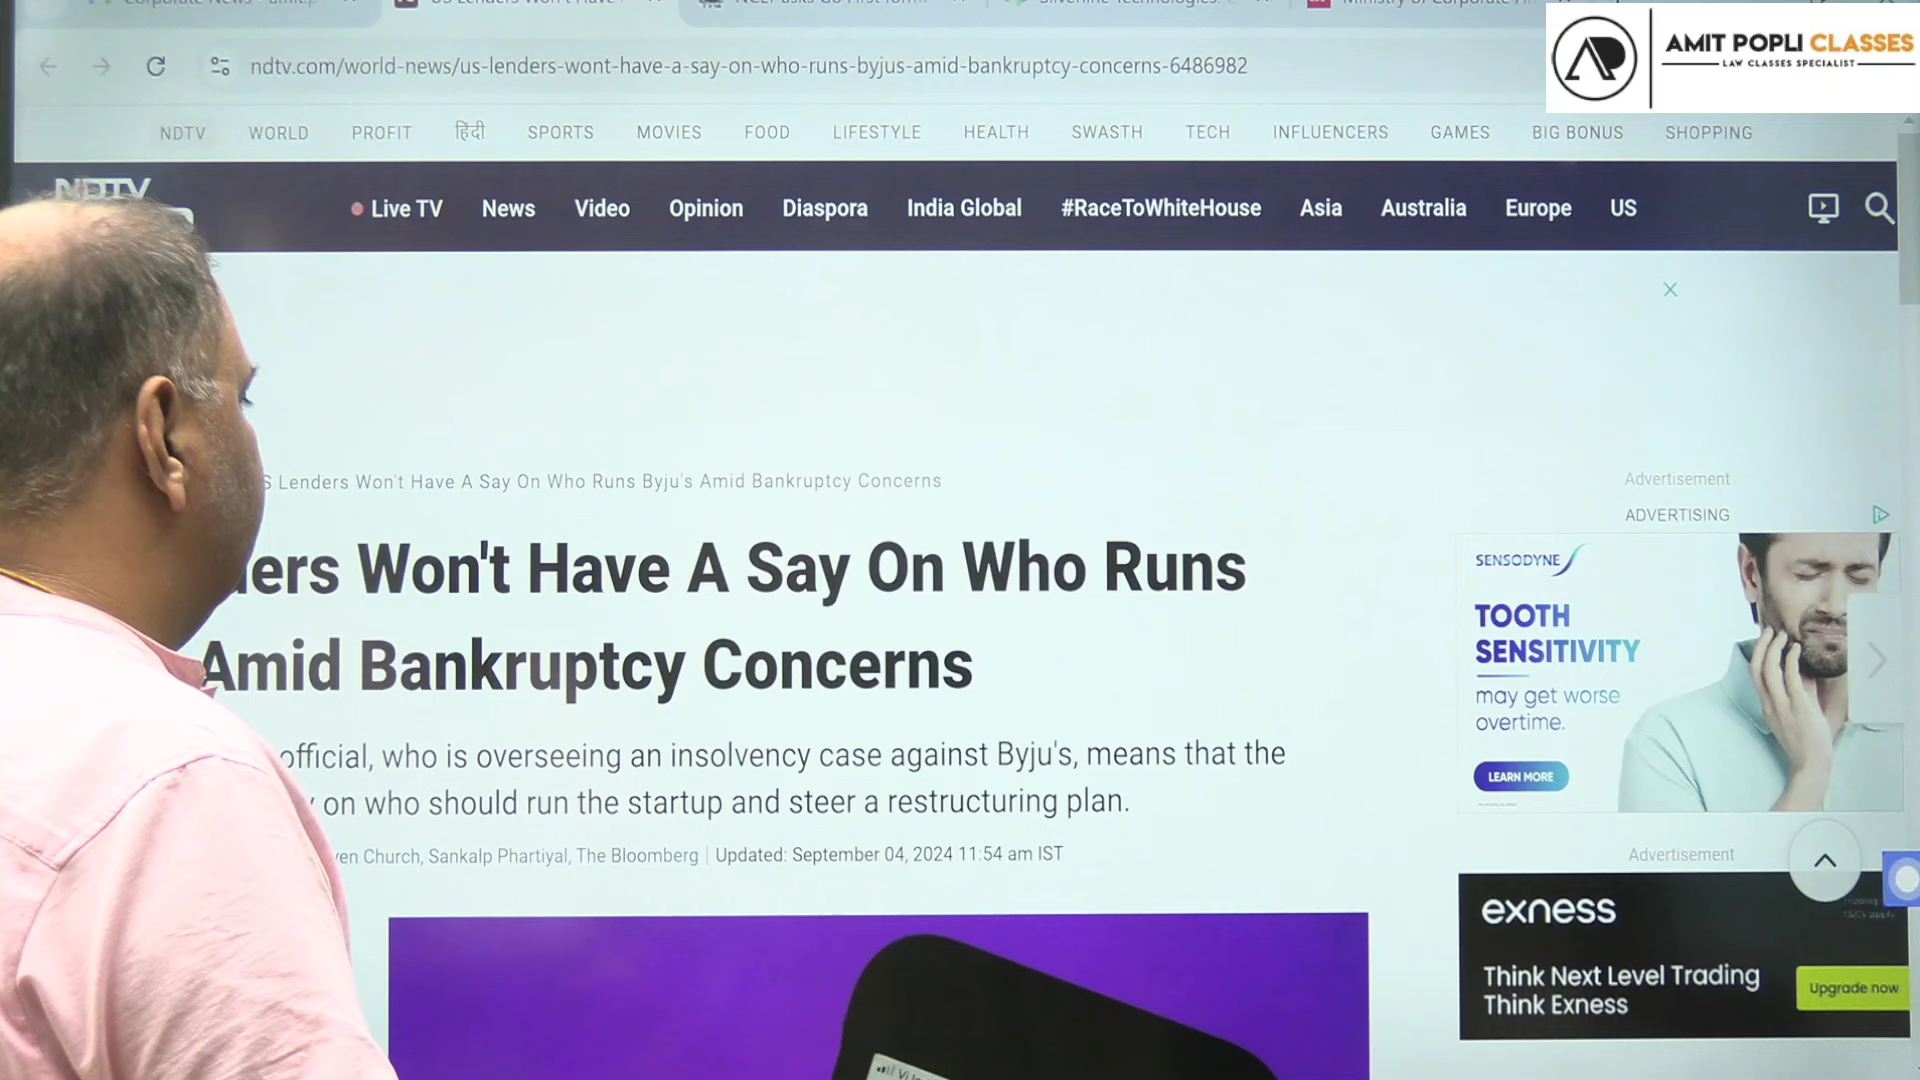 AMIT POPLI CLASSES
LAW CLASSES SPECIALIST
ndtv.com/world-news/us-lenders-wont-have-a-say-on-who-runs-byjus-amid-bankruptcy-concerns-6486982
NDTV WORLD PROFIT हिंदी SPORTS MOVIES FOOD LIFESTYLE HEALTH SWASTH TECH INFLUENCERS GAMES BIG BONUS SHOPPING
NDTV
Live TV News Video Opinion Diaspora India Global #RaceToWhiteHouse Asia Australia Europe US
S Lenders Won't Have A Say On Who Runs Byju's Amid Bankruptcy Concerns
ders Won't Have A Say On Who Runs
Amid Bankruptcy Concerns
official, who is overseeing an insolvency case against Byju's, means that the
on who should run the startup and steer a restructuring plan.
ven Church, Sankalp Phartiyal, The Bloomberg | Updated: September 04, 2024 11:54 am IST
Advertisement
ADVERTISING
SENSODYNE
TOOTH
SENSITIVITY
may get worse
overtime.
LEARN MORE
Advertisement
exness
Think Next Level Trading
Think Exness
Upgrade now